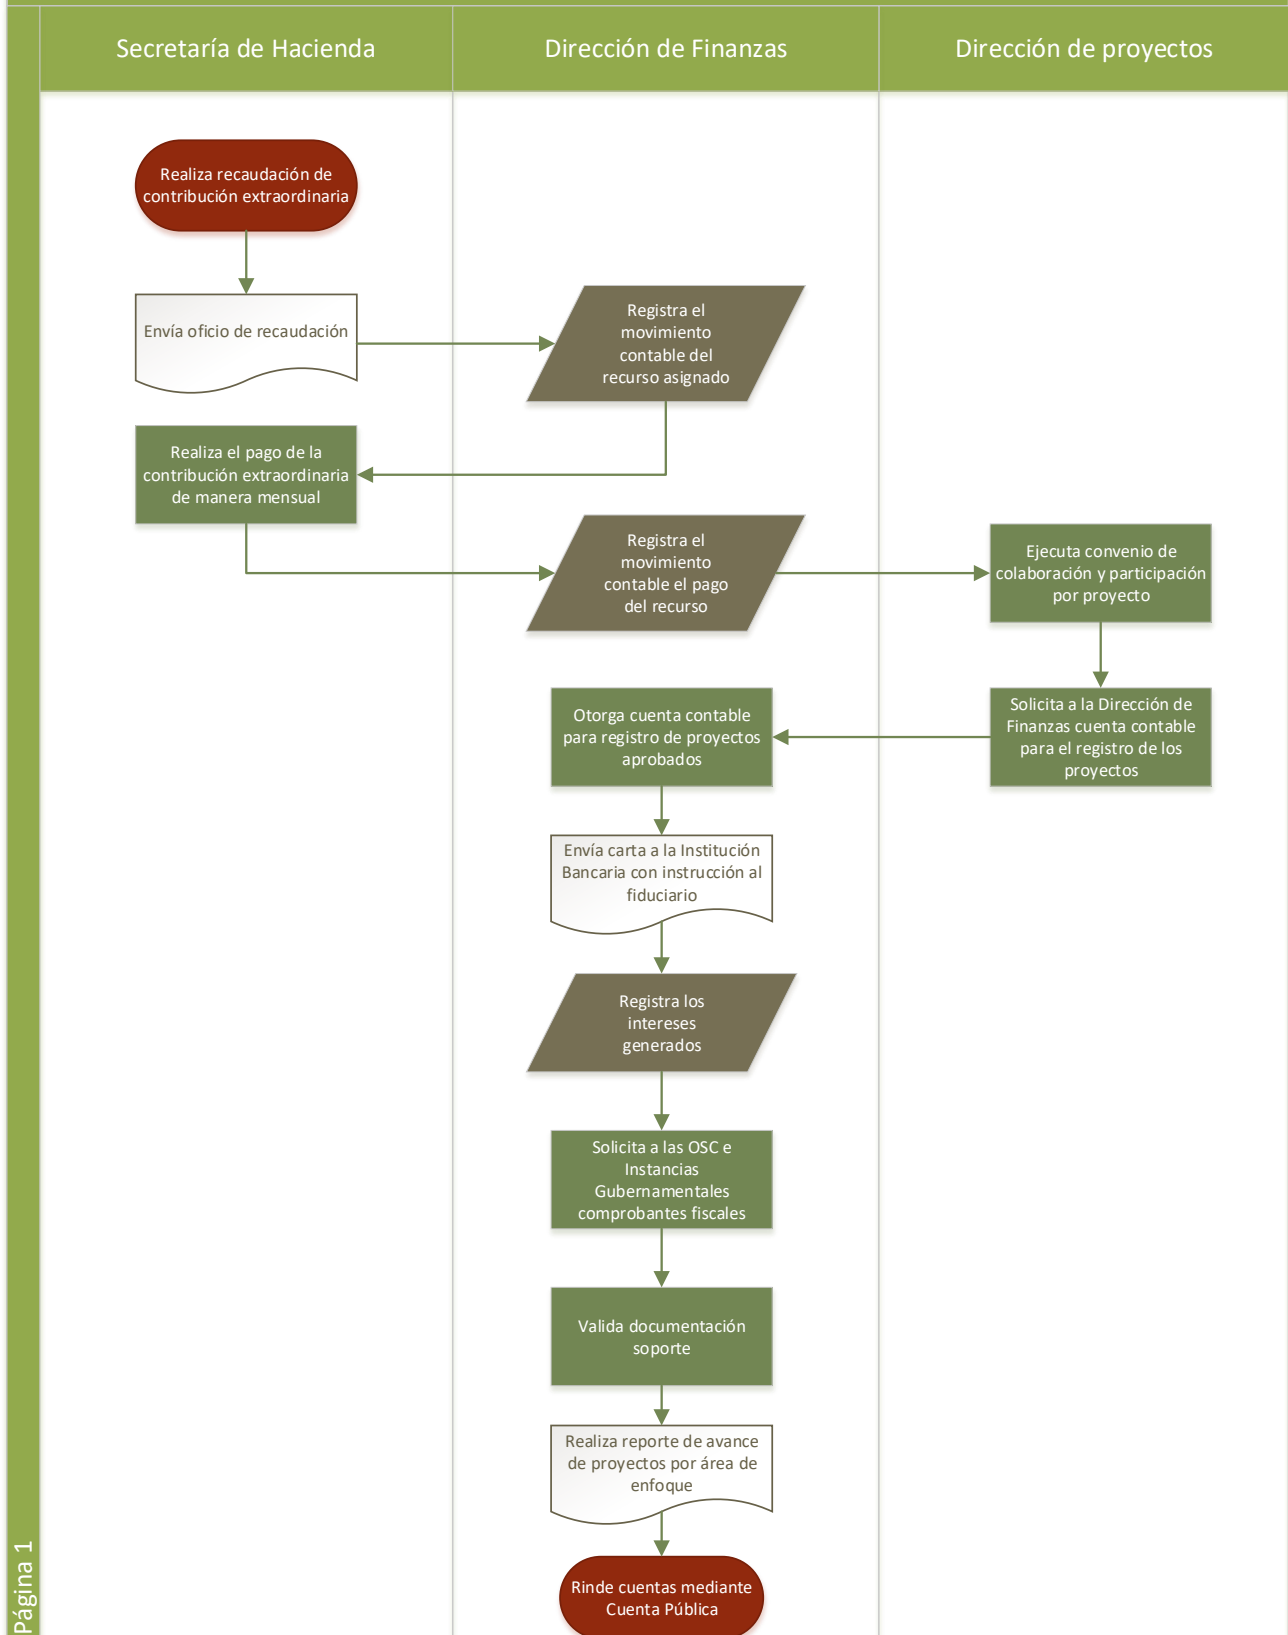 Secretaría de Hacienda
Dirección de Finanzas
Dirección de proyectos
Realiza recaudación de
contribución extraordinaria
Envía oficio de recaudación
Registra el
movimiento
contable del
recurso asignado
Realiza el pago de la
contribución extraordinaria
de manera mensual
Registra el
movimiento
contable el pago
del recurso
Ejecuta convenio de
colaboración y participación
por proyecto
Solicita a la Dirección de
Finanzas cuenta contable
para el registro de los
proyectos
Otorga cuenta contable
para registro de proyectos
aprobados
Envía carta a la Institución
Bancaria con instrucción al
fiduciario
Registra los
intereses
generados
Solicita a las OSC e
Instancias
Gubernamentales
comprobantes fiscales
Valida documentación
soporte
Realiza reporte de avance
de proyectos por área de
enfoque
Rinde cuentas mediante
Cuenta Pública
Página 1